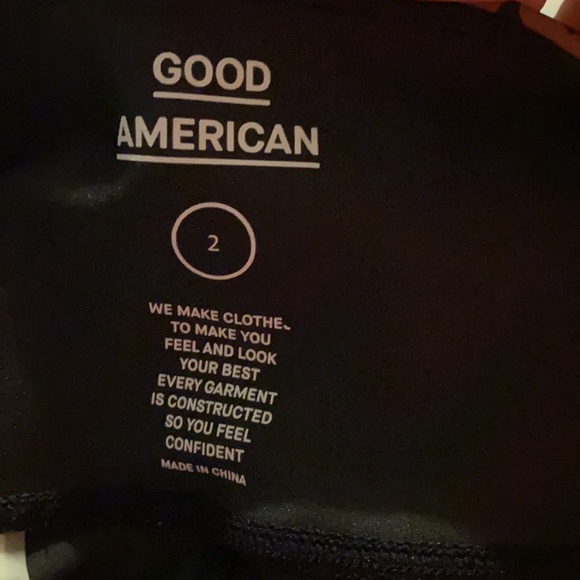 GOOD
AMERICAN
2
WE MAKE CLOTHES
TO MAKE YOU
FEEL AND LOOK
YOUR BEST
EVERY GARMENT
IS CONSTRUCTED
SO YOU FEEL
CONFIDENT
MADE IN CHINA